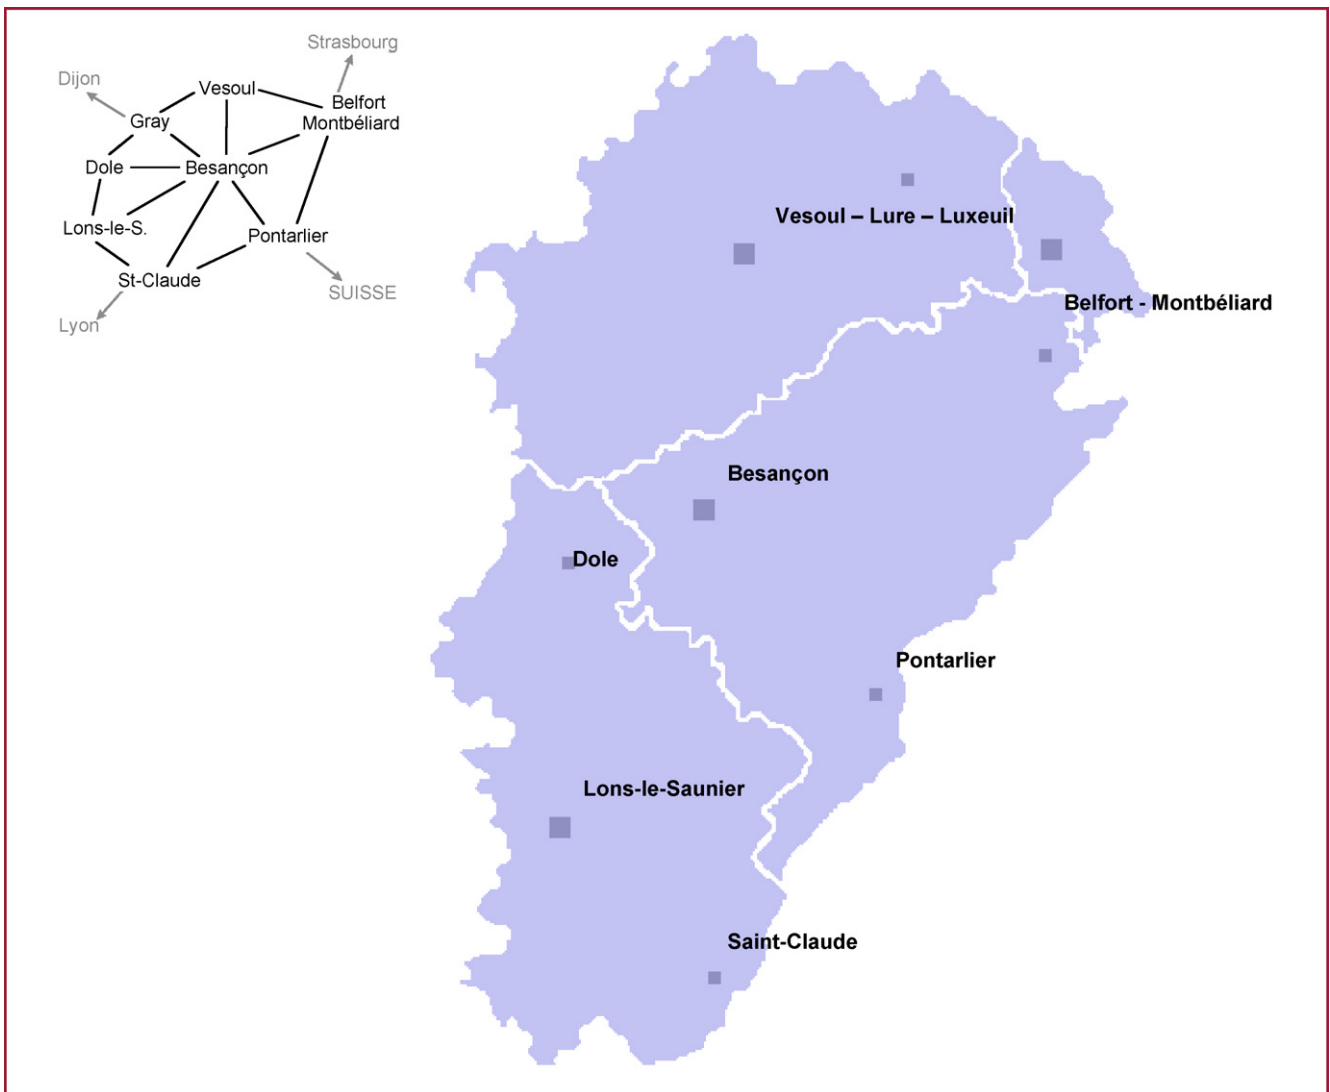 Strasbourg
Dijon
Vesoul
Belfort
Montbéliard
Gray
Dole
Besançon
Lons-le-S.
Pontarlier
St-Claude
SUISSE
Lyon
Vesoul – Lure – Luxeuil
Belfort - Montbéliard
Besançon
Dole
Pontarlier
Lons-le-Saunier
Saint-Claude